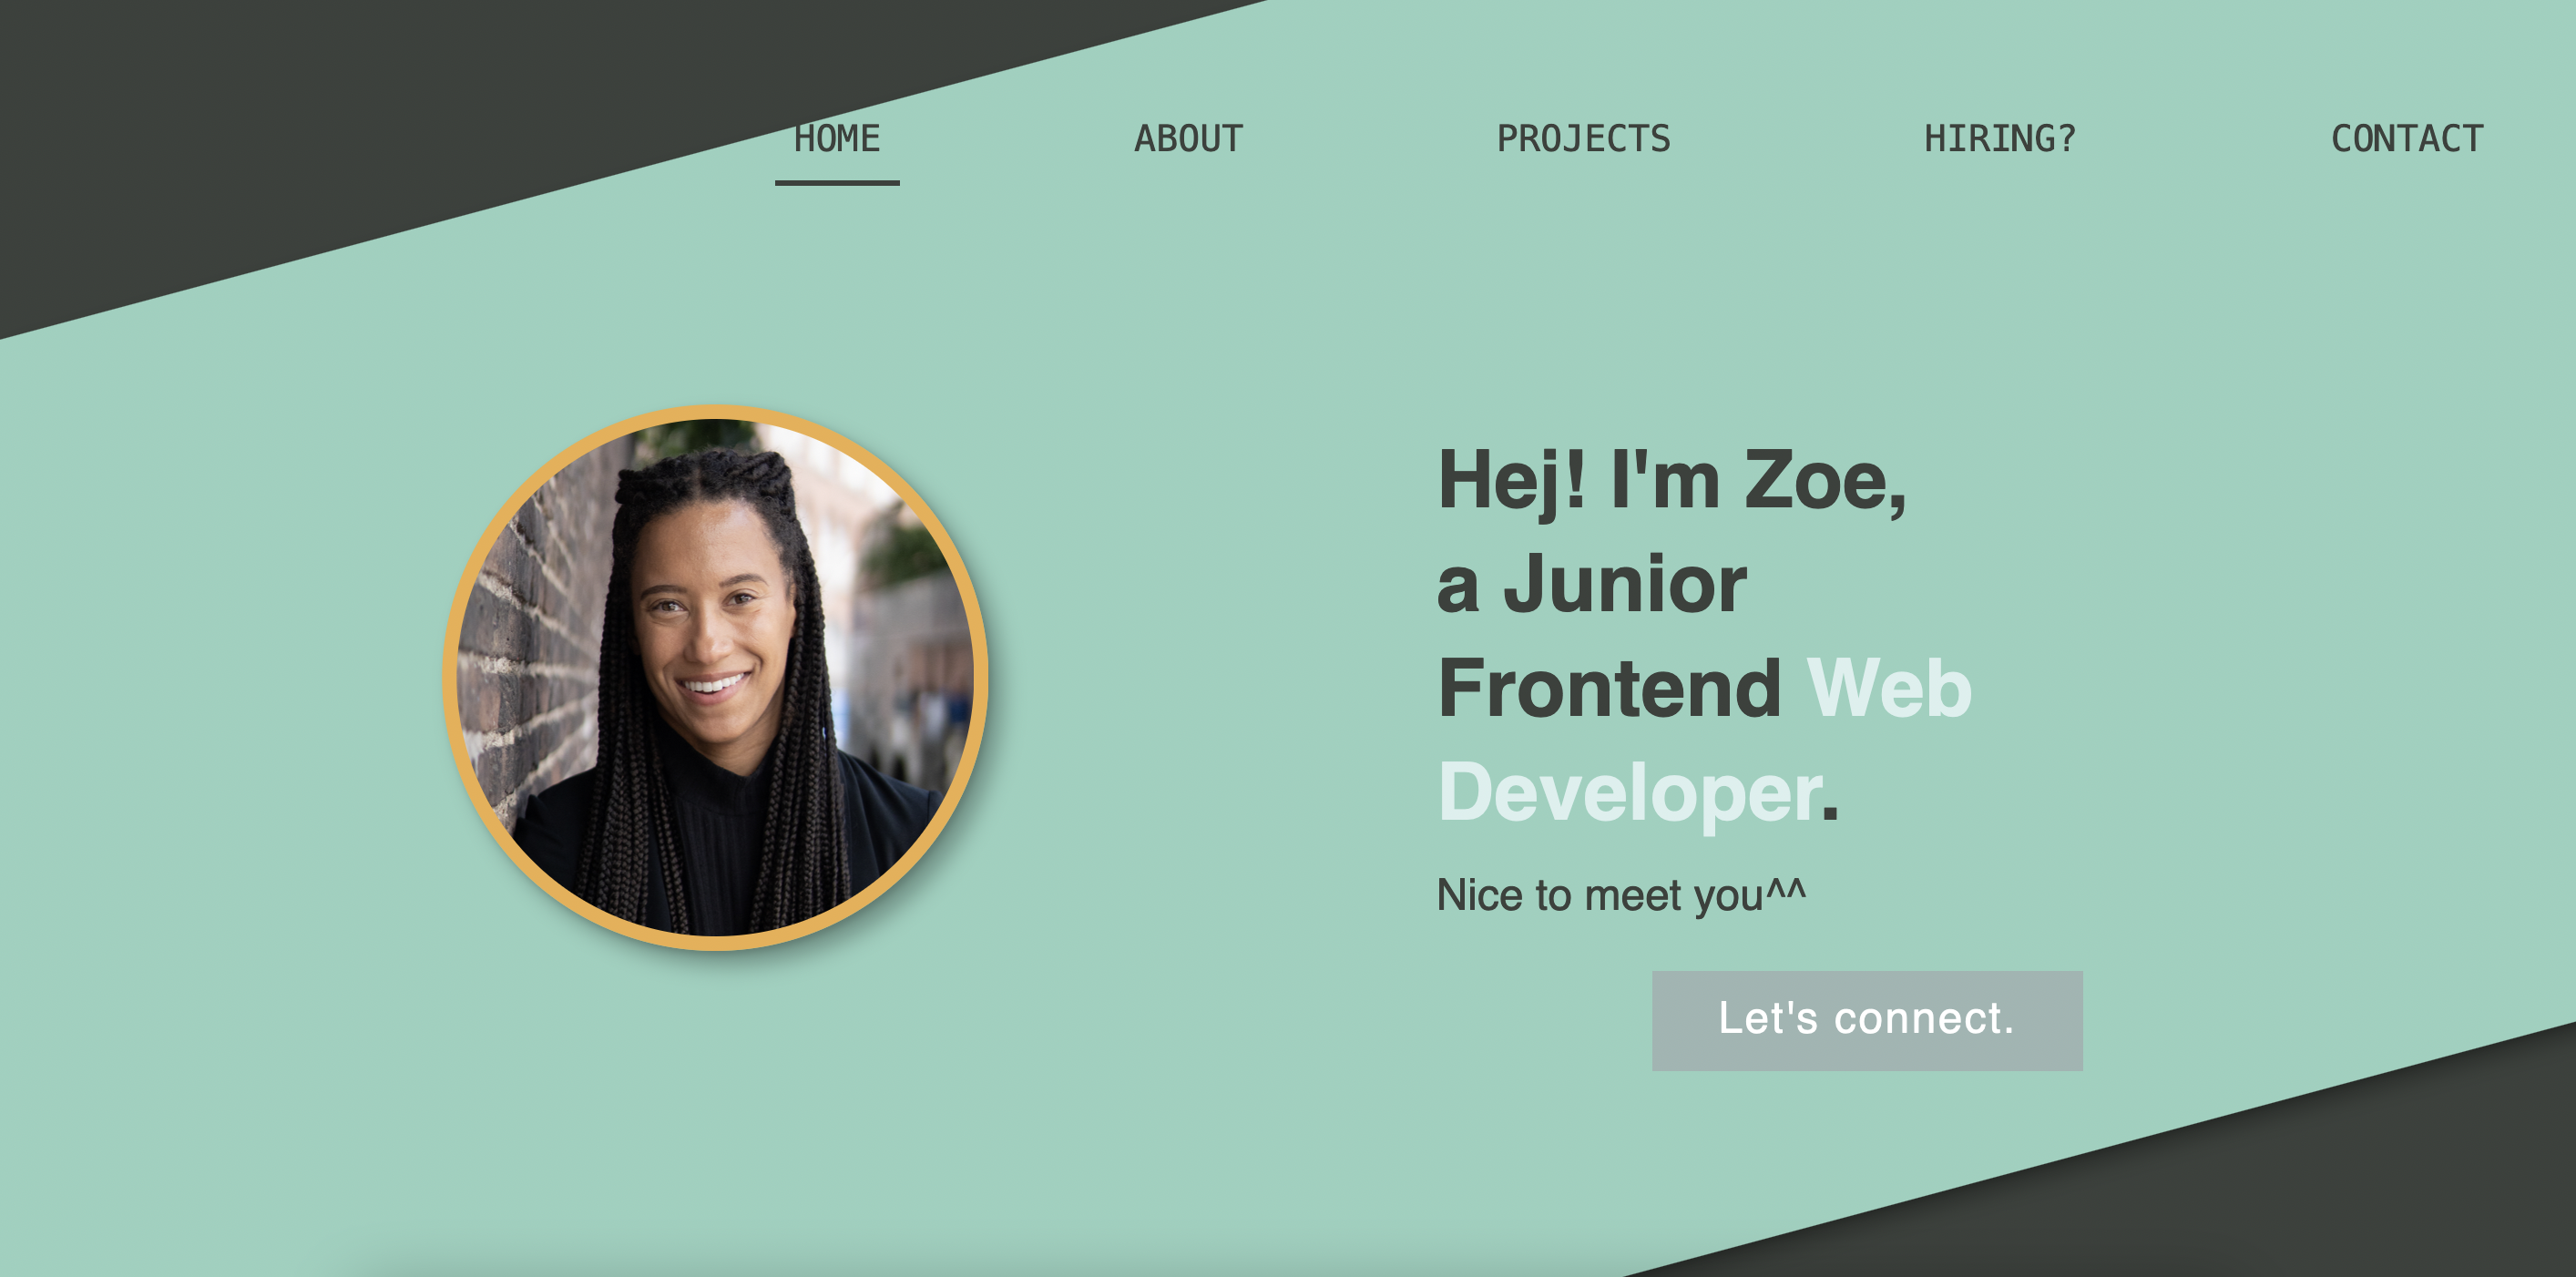 HOME ABOUT PROJECTS HIRING? CONTACT
Hej! I'm Zoe,
a Junior
Frontend Web
Developer.
Nice to meet you^^
Let's connect.